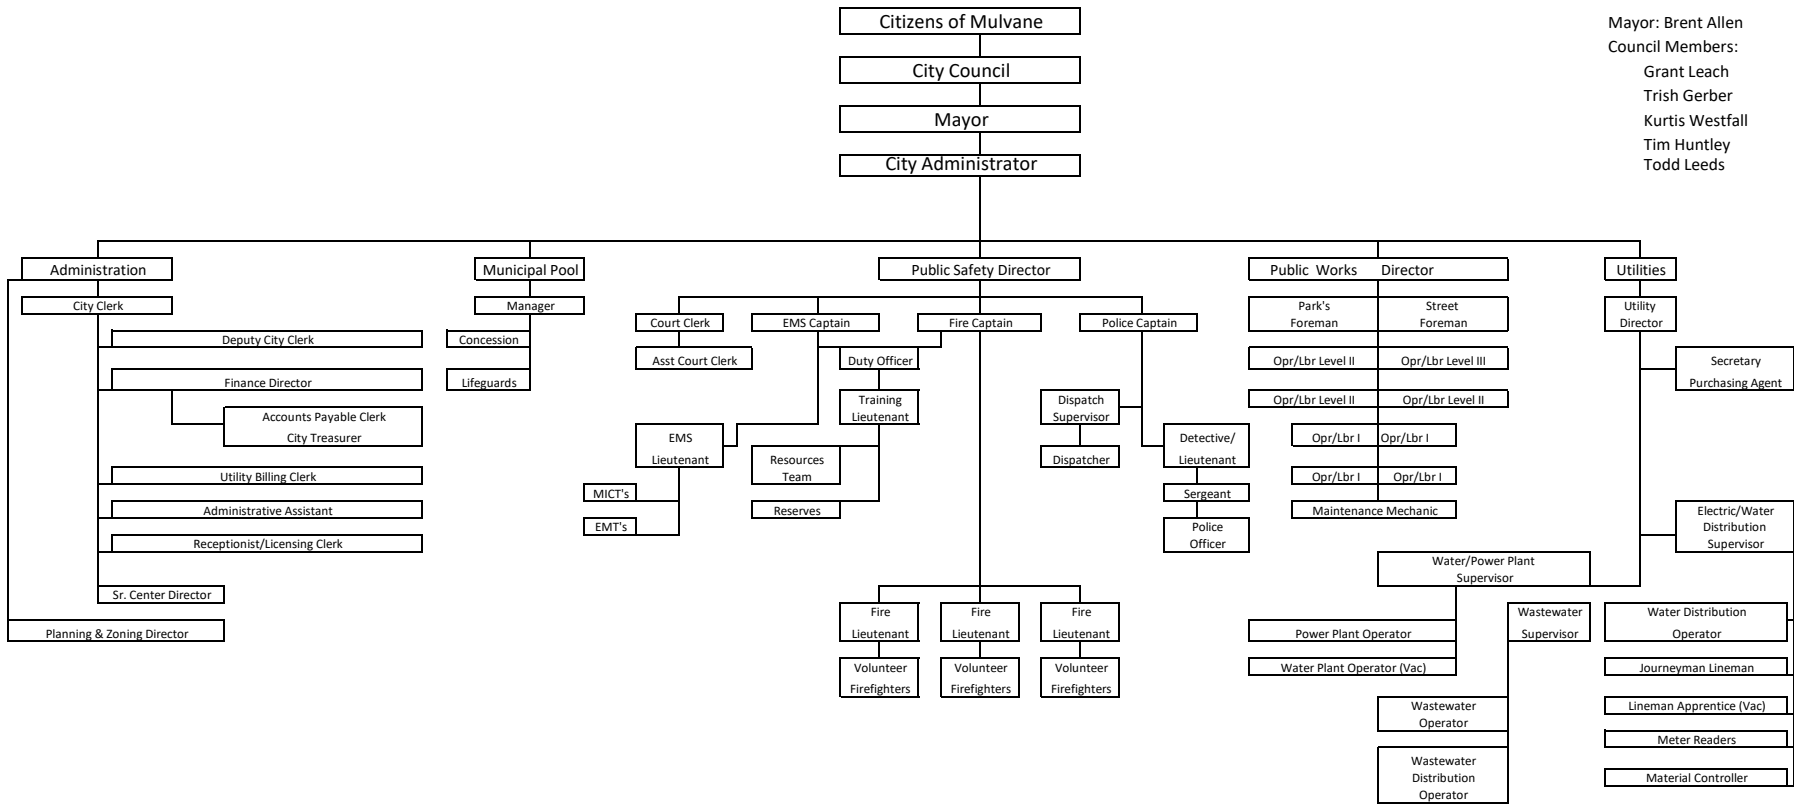 Citizens of Mulvane
City Council
Mayor
City Administrator
Mayor: Brent Allen
Council Members:
Grant Leach
Trish Gerber
Kurtis Westfall
Tim Huntley
Todd Leeds
Administration
City Clerk
Deputy City Clerk
Finance Director
Accounts Payable Clerk
City Treasurer
Utility Billing Clerk
Administrative Assistant
Receptionist/Licensing Clerk
Sr. Center Director
Planning & Zoning Director
Municipal Pool
Manager
Concession
Lifeguards
Public Safety Director
Court Clerk
Asst Court Clerk
EMS Captain
EMS
Lieutenant
MICT's
EMT's
Fire Captain
Duty Officer
Training
Lieutenant
Resources
Team
Reserves
Fire
Lieutenant
Volunteer
Firefighters
Fire
Lieutenant
Volunteer
Firefighters
Fire
Lieutenant
Volunteer
Firefighters
Police Captain
Dispatch
Supervisor
Dispatcher
Detective/
Lieutenant
Sergeant
Police
Officer
Public Works Director
Park's
Foreman
Street
Foreman
Opr/Lbr Level II
Opr/Lbr Level III
Opr/Lbr Level II
Opr/Lbr Level II
Opr/Lbr I
Opr/Lbr I
Opr/Lbr I
Opr/Lbr I
Maintenance Mechanic
Utilities
Utility
Director
Secretary
Purchasing Agent
Electric/Water
Distribution
Supervisor
Water/Power Plant
Supervisor
Power Plant Operator
Water Plant Operator (Vac)
Wastewater
Supervisor
Wastewater
Operator
Wastewater
Distribution
Operator
Water Distribution
Operator
Journeyman Lineman
Lineman Apprentice (Vac)
Meter Readers
Material Controller